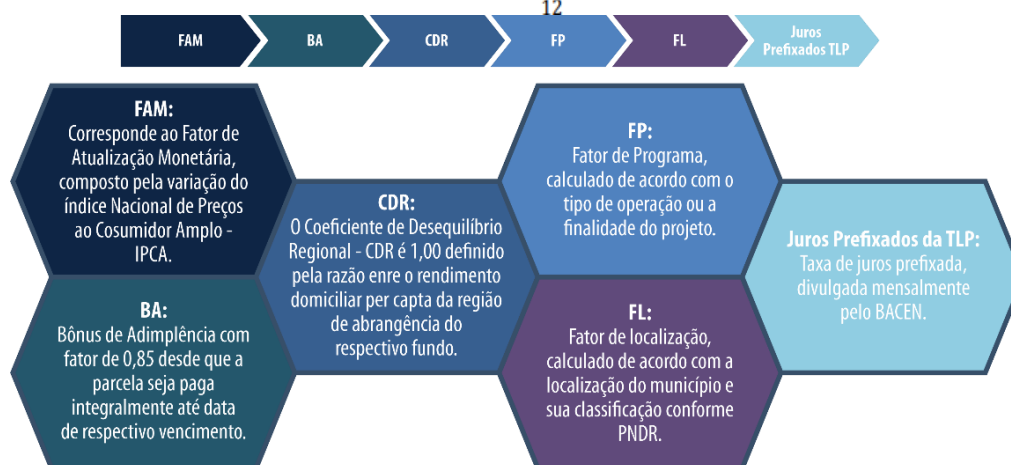 12
FAM
BA
CDR
FP
FL
Juros
Prefixados TLP
FAM:
Corresponde ao Fator de
Atualização Monetária,
composto pela variação do
índice Nacional de Preços
ao Cosumidor Amplo -
IPCA.
BA:
Bônus de Adimplência com
fator de 0,85 desde que a
parcela seja paga
integralmente até data
de respectivo vencimento.
CDR:
O Coeficiente de Desequilíbrio
Regional - CDR é 1,00 definido
pela razão enre o rendimento
domiciliar per capta da região
de abrangência do
respectivo fundo.
FP:
Fator de Programa,
calculado de acordo com o
tipo de operação ou a
finalidade do projeto.
FL:
Fator de localização,
calculado de acordo com a
localização do município e
sua classificação conforme
PNDR.
Juros Prefixados da TLP:
Taxa de juros prefixada,
divulgada mensalmente
pelo BACEN.